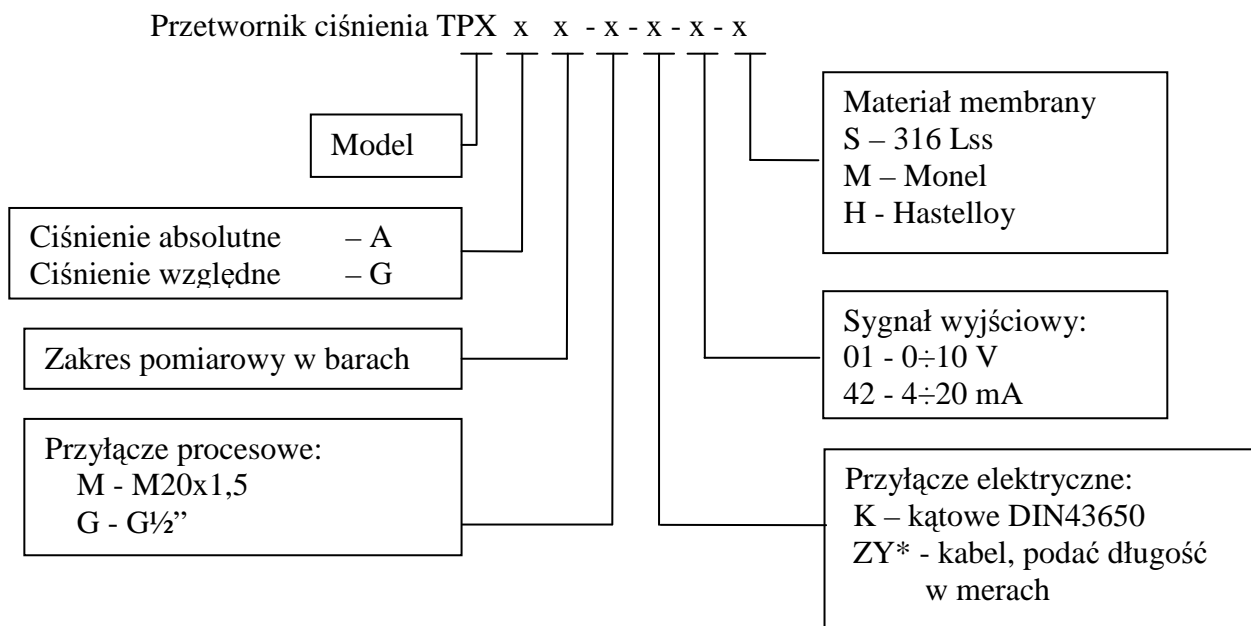 Przetwornik ciśnienia TPX x x - x - x - x - x
Model
Ciśnienie absolutne – A
Ciśnienie względne – G
Zakres pomiarowy w barach
Przyłącze procesowe:
M - M20x1,5
G - G½”
Materiał membrany
S – 316 Lss
M – Monel
H - Hastelloy
Sygnał wyjściowy:
01 - 0÷10 V
42 - 4÷20 mA
Przyłącze elektryczne:
K – kątowe DIN43650
ZY* - kabel, podać długość
w merach